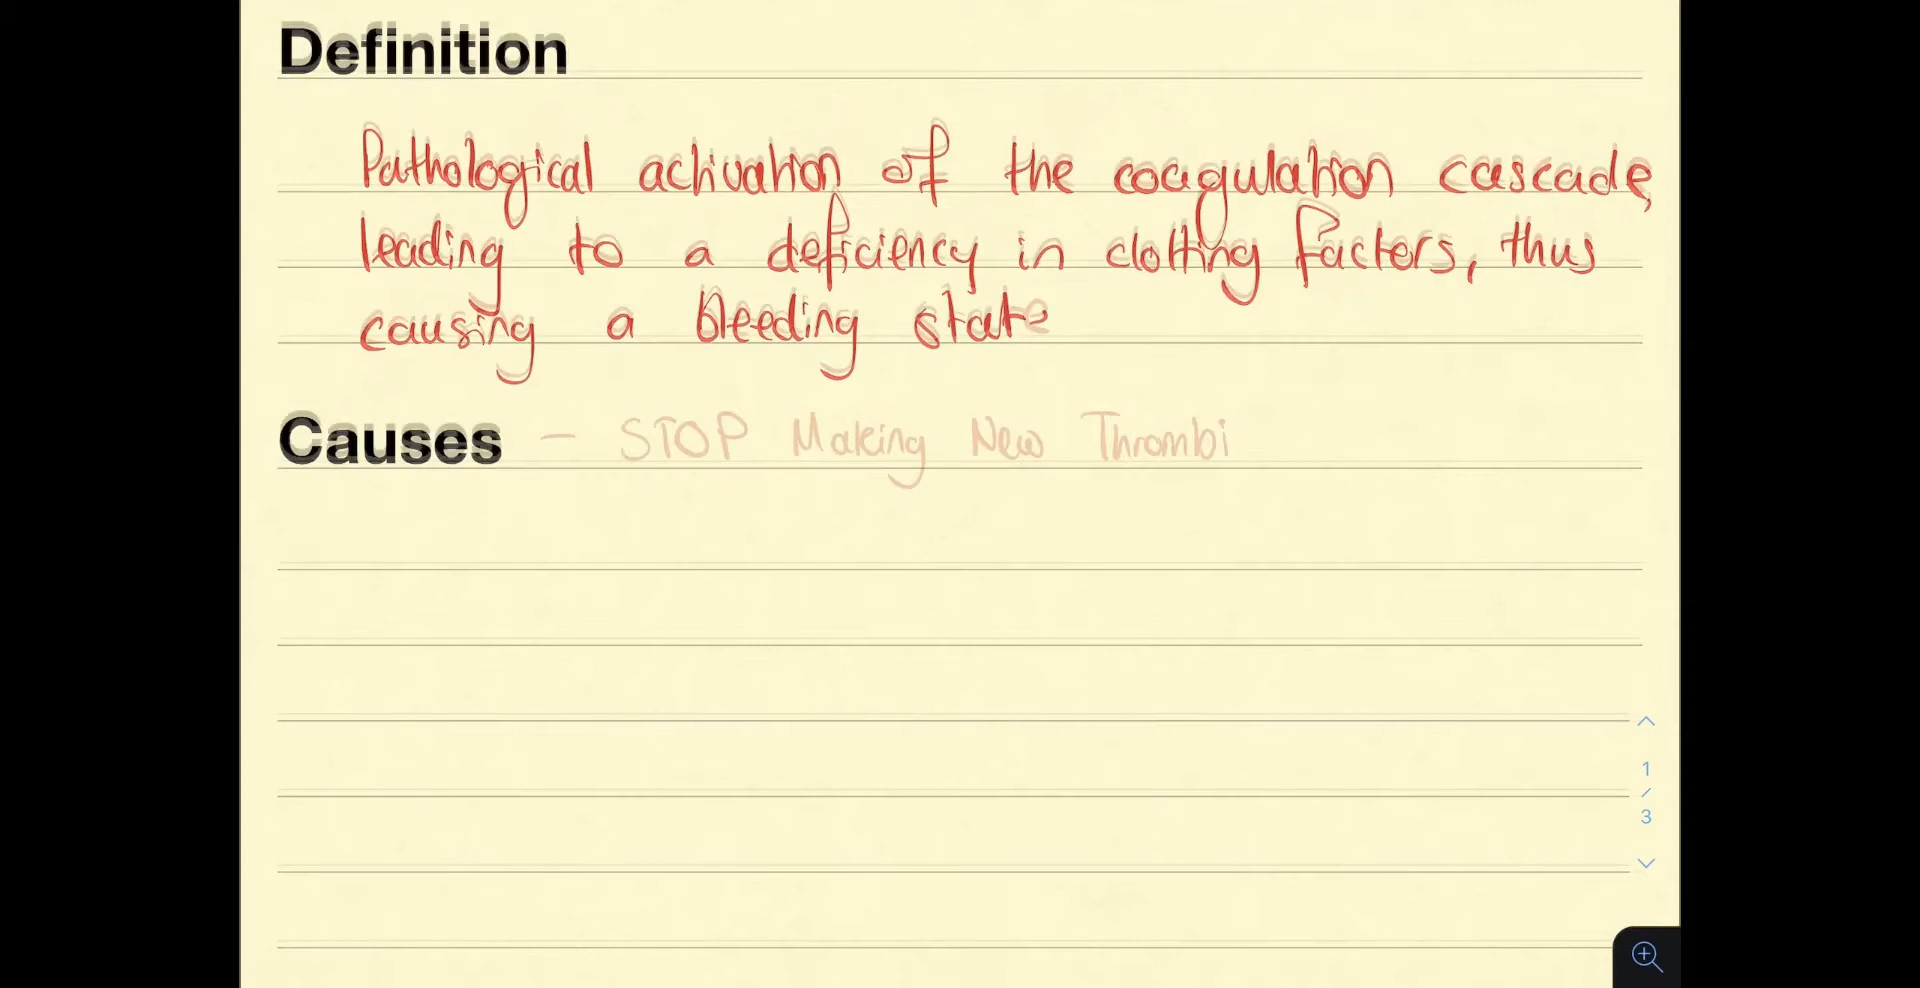 Definition
Pathological activation of the coagulation cascade,
leading to a deficiency in clotting factors, thus
causing a bleeding state
Causes - STOP Making New Thrombi
1
/
3